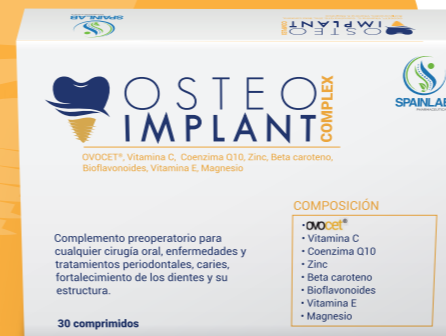 SPAINLAB
OSTEO
IMPLANT
COMPLEX
OSTEO
IMPLANT
COMPLEX
SPAINLAB
OVOCET®, Vitamina C, Coenzima Q10, Zinc, Beta caroteno,
Bioflavonoides, Vitamina E, Magnesio
COMPOSICIÓN
• ovocet®
• Vitamina C
• Coenzima Q10
• Zinc
• Beta caroteno
• Bioflavonoides
• Vitamina E
• Magnesio
Complemento preoperatorio para
cualquier cirugía oral, enfermedades y
tratamientos periodontales, caries,
fortalecimiento de los dientes y su
estructura.
30 comprimidos